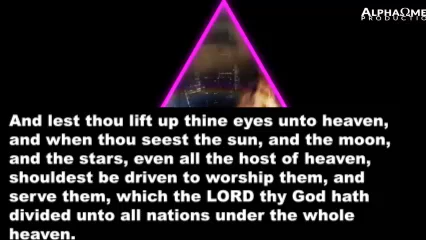 ALPHAΩME
PRODUCTIO
And lest thou lift up thine eyes unto heaven,
and when thou seest the sun, and the moon,
and the stars, even all the host of heaven,
shouldest be driven to worship them, and
serve them, which the LORD thy God hath
divided unto all nations under the whole
heaven.